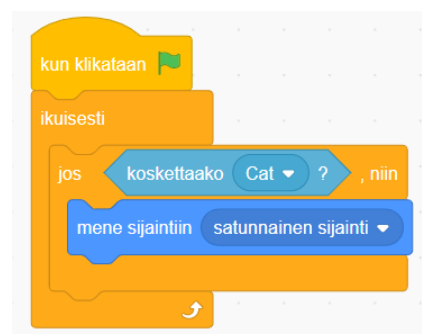 kun klikataan
ikuisesti
jos koskettaako Cat ? , niin
mene sijaintiin satunnainen sijainti